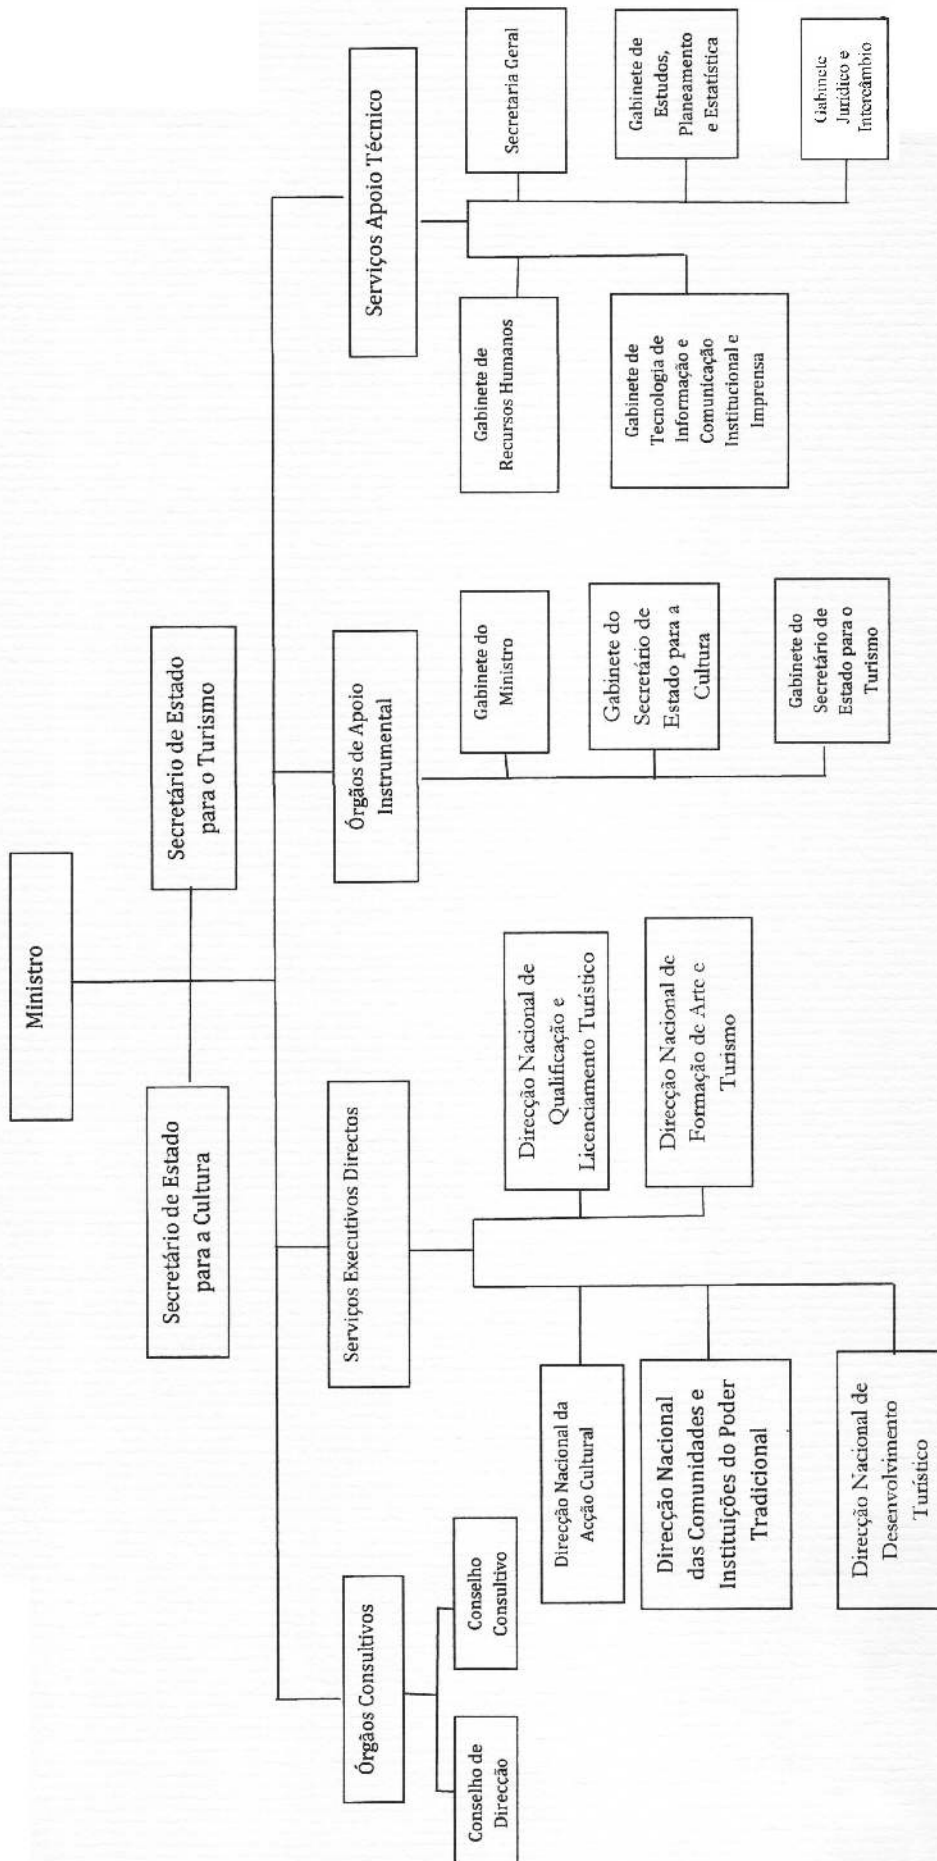 Ministro
Secretário de Estado
para a Cultura
Secretário de Estado
para o Turismo
Órgãos Consultivos
Conselho de
Direcção
Conselho
Consultivo
Serviços Executivos Directos
Direcção Nacional da
Acção Cultural
Direcção Nacional
das Comunidades e
Instituições do Poder
Tradicional
Direcção Nacional de
Desenvolvimento
Turístico
Direcção Nacional de
Qualificação e
Licenciamento Turístico
Direcção Nacional de
Formação de Arte e
Turismo
Órgãos de Apoio
Instrumental
Gabinete do
Ministro
Gabinete do
Secretário de
Estado para a
Cultura
Gabinete do
Secretário de
Estado para o
Turismo
Serviços Apoio Técnico
Gabinete de
Recursos Humanos
Gabinete de
Tecnologia de
Informação e
Comunicação
Institucional e
Imprensa
Secretaria Geral
Gabinete de
Estudos,
Planeamento
e Estatística
Gabinete
Jurídico e
Intercâmbio